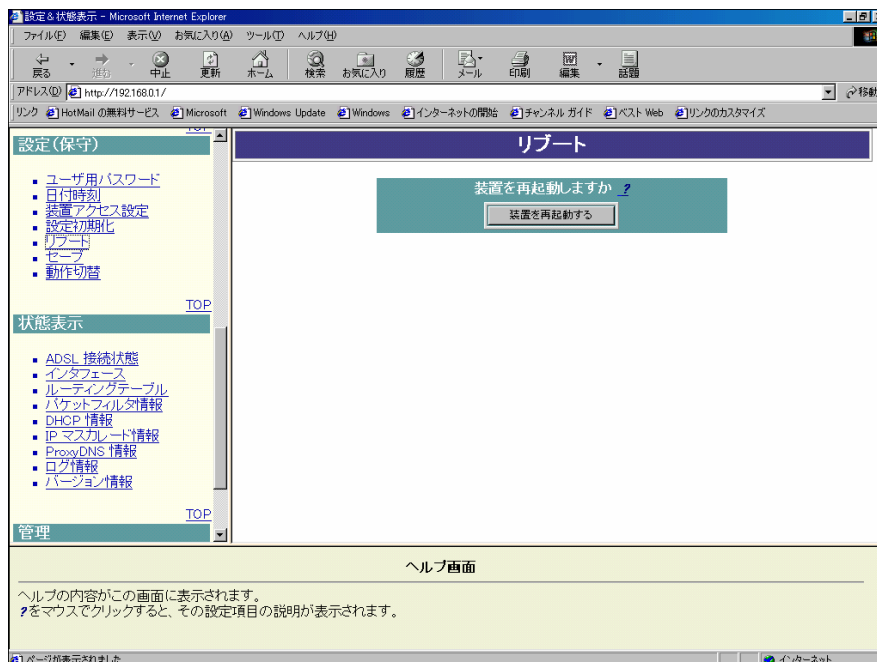 設定＆状態表示 - Microsoft Internet Explorer
ファイル(F) 編集(E) 表示(V) お気に入り(A) ツール(T) ヘルプ(H)
戻る 進む 中止 更新 ホーム 検索 お気に入り 履歴 メール 印刷 編集 話題
アドレス(D) http://192.168.0.1/ 移動
リンク HotMail の無料サービス Microsoft Windows Update Windows インターネットの開始 チャンネル ガイド ベスト Web リンクのカスタマイズ
TOP
設定(保守)
ユーザ用パスワード
日付時刻
装置アクセス設定
設定初期化
リブート
セーブ
動作切替
TOP
状態表示
ADSL 接続状態
インタフェース
ルーティングテーブル
パケットフィルタ情報
DHCP 情報
IP マスカレード情報
ProxyDNS 情報
ログ情報
バージョン情報
TOP
管理
リブート
装置を再起動しますか ?
装置を再起動する
ヘルプ画面
ヘルプの内容がこの画面に表示されます。
?をマウスでクリックすると、その設定項目の説明が表示されます。
ページが表示されました インターネット